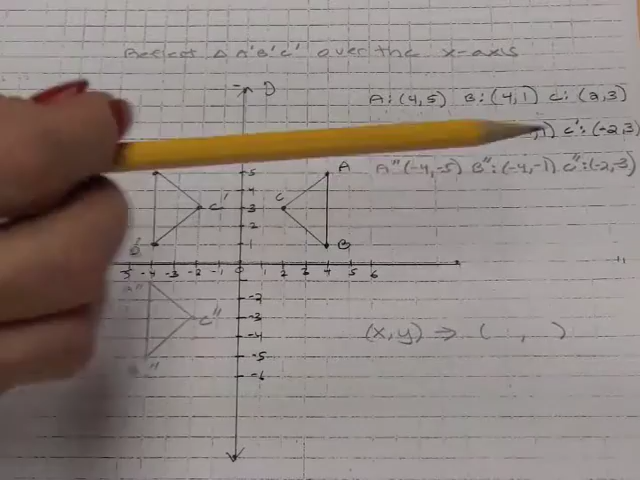 Reflect △ A'B'C' over the x-axis
A: (4,5) B: (4,1) C: (2,3)
,1) C': (-2,3)
A" (-4,-5) B": (-4,-1) C": (-2,-3)
5 A
4
C' 3 C
2
1 B
5 -4 -3 -2 -1 0 1 2 3 4 5 6
-2
-3 C"
-4
-5
-6
(x,y) → ( , )